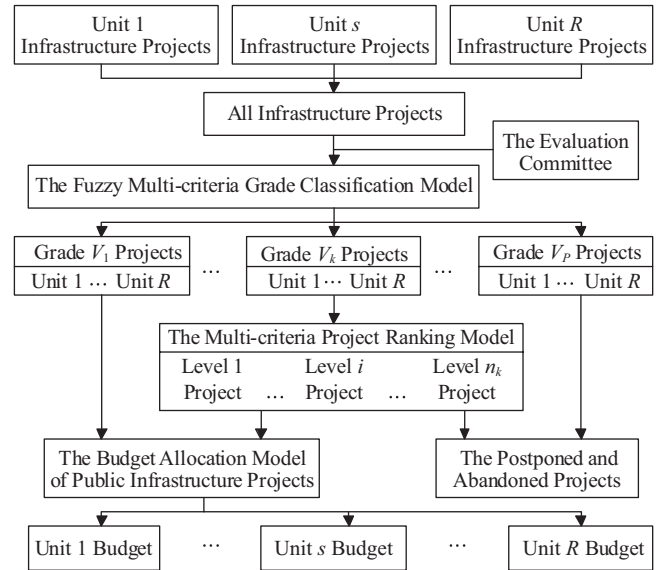 Unit 1
Infrastructure Projects
Unit s
Infrastructure Projects
Unit R
Infrastructure Projects
All Infrastructure Projects
The Evaluation
Committee
The Fuzzy Multi-criteria Grade Classification Model
Grade V1 Projects
Unit 1 ... Unit R
...
Grade Vk Projects
Unit 1... Unit R
...
Grade VP Projects
Unit 1 ... Unit R
The Multi-criteria Project Ranking Model
Level 1 Level i Level nk
Project ... Project ... Project
The Budget Allocation Model
of Public Infrastructure Projects
The Postponed and
Abandoned Projects
Unit 1 Budget ... Unit s Budget ... Unit R Budget